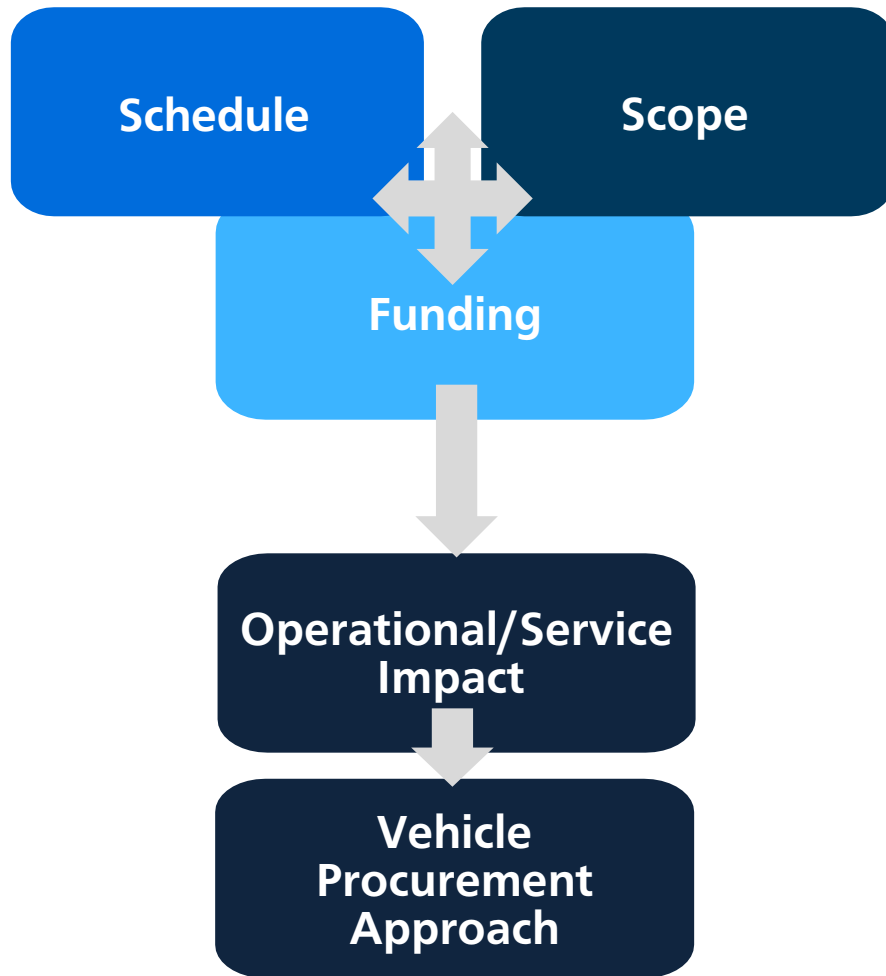 Schedule
Scope
Funding
Operational/Service
Impact
Vehicle
Procurement
Approach